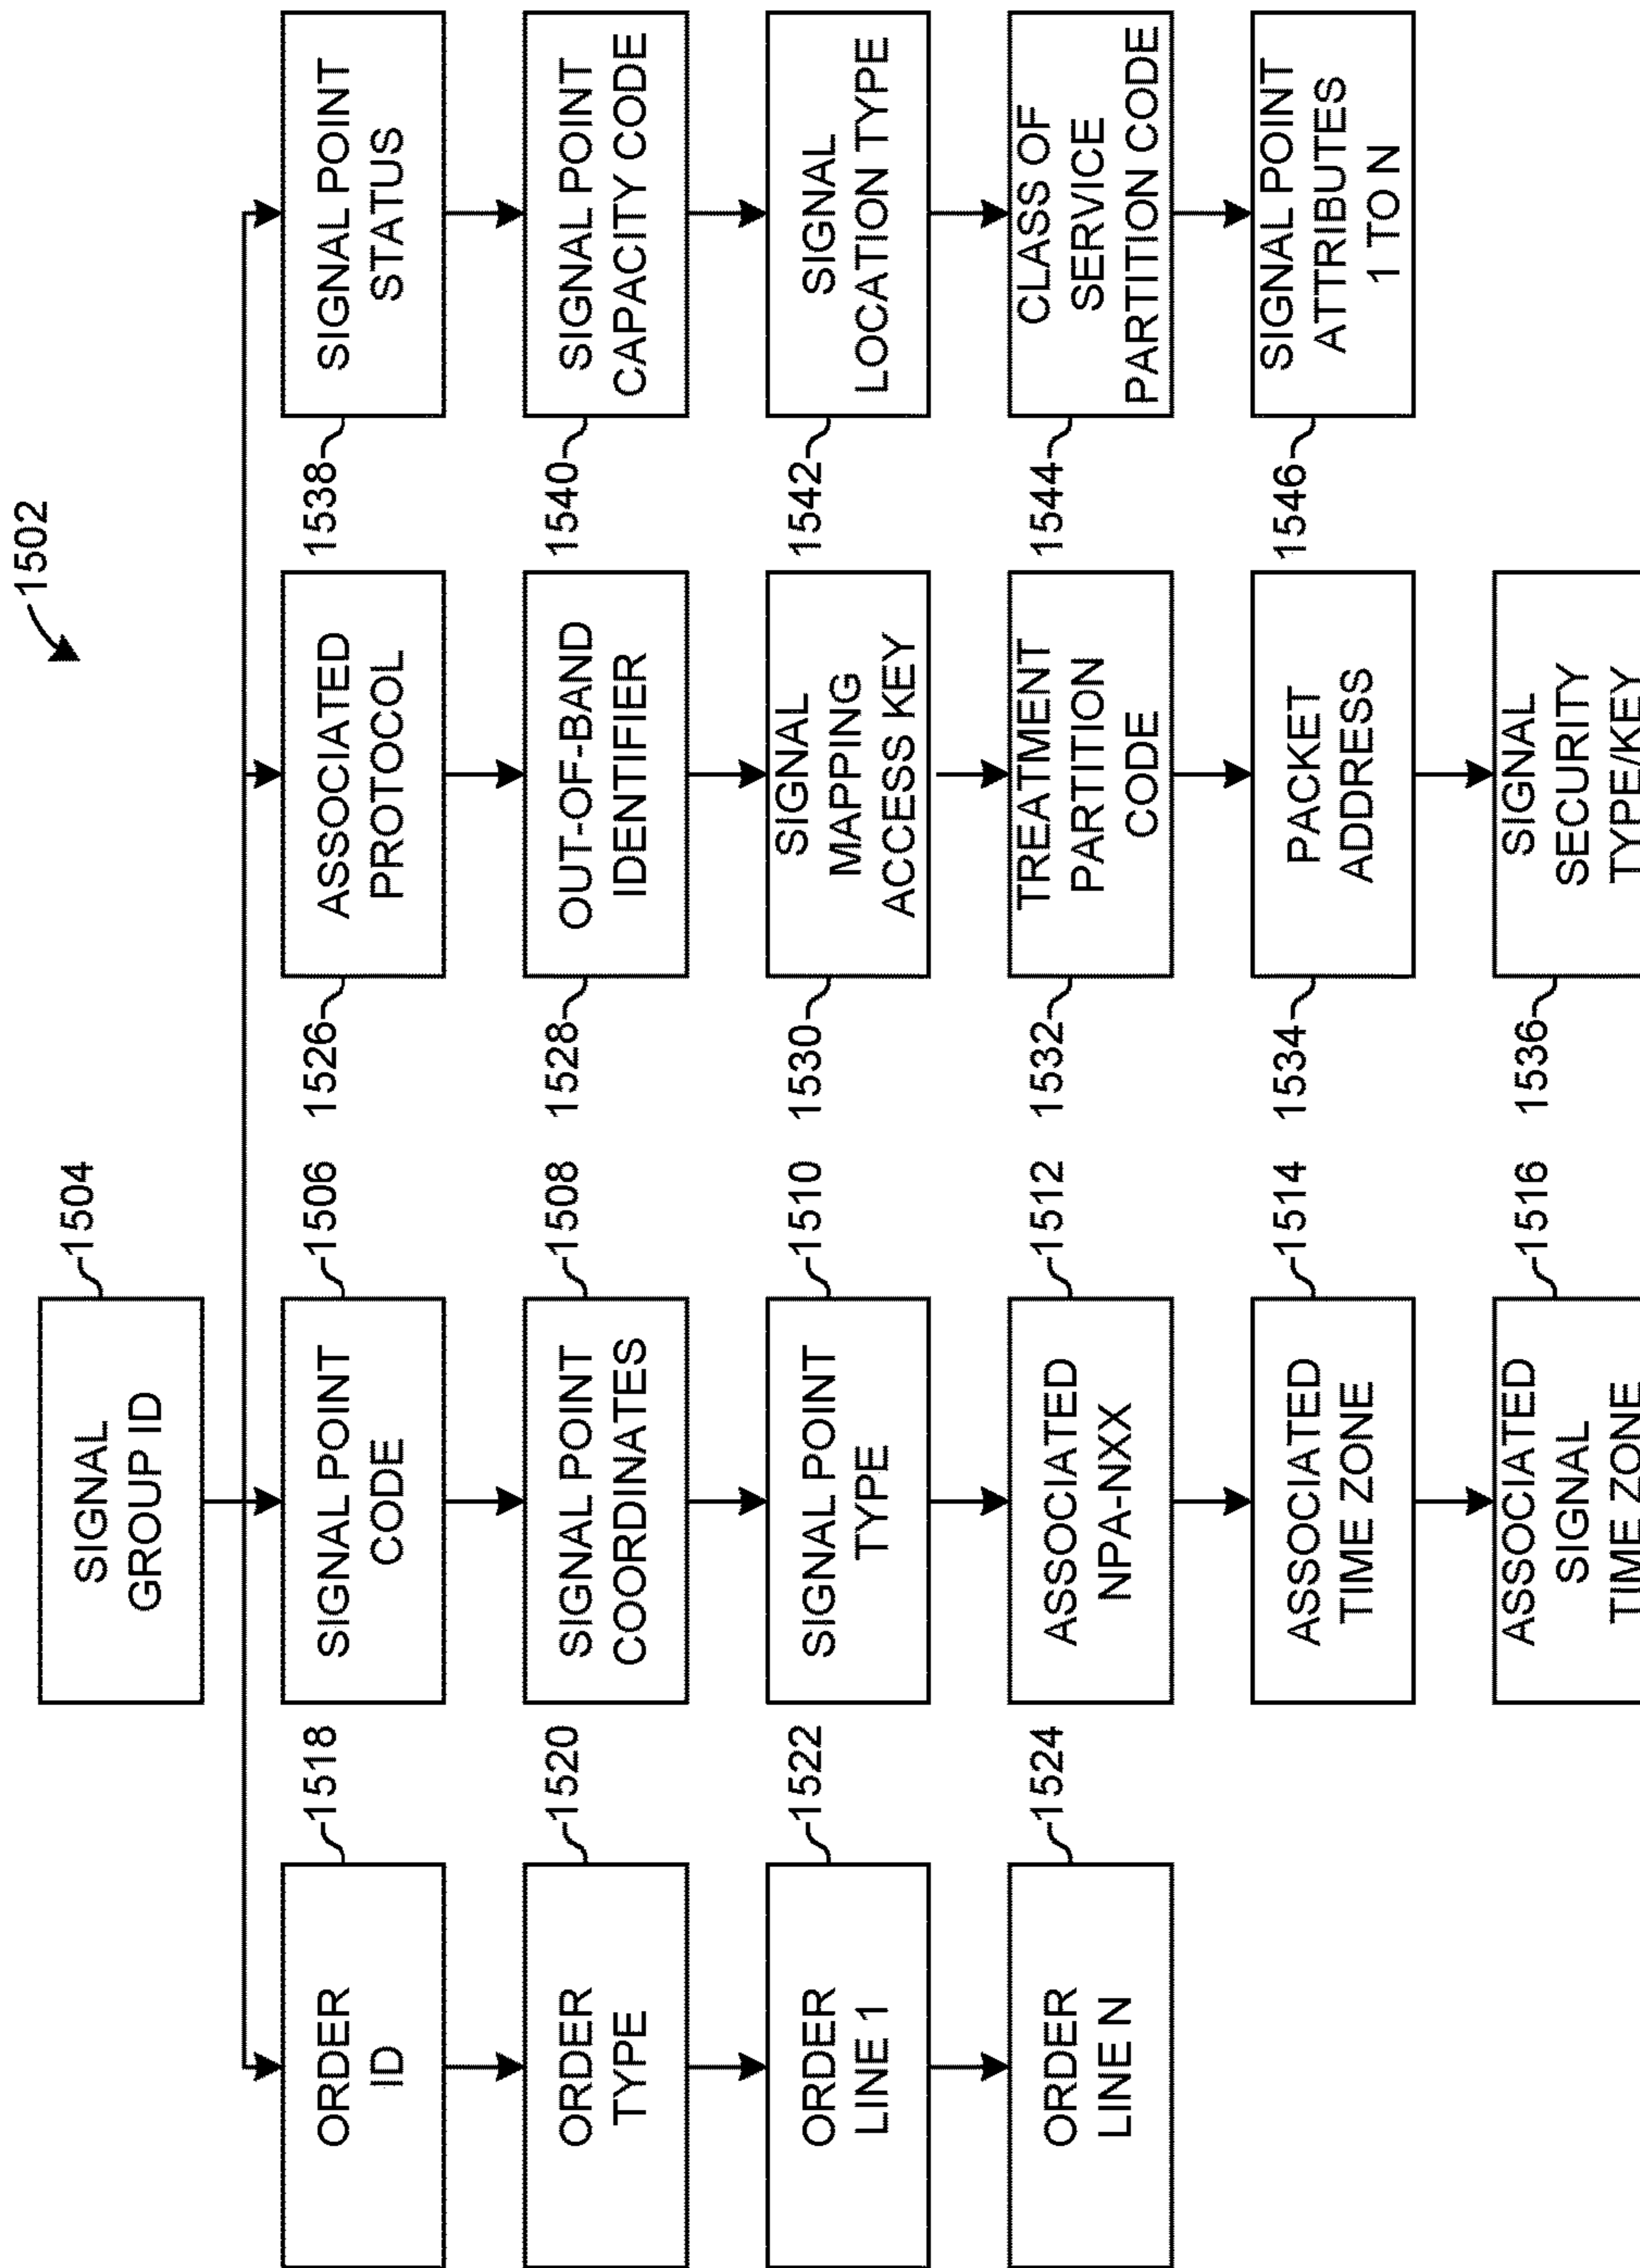 1502
SIGNAL
GROUP ID
1504
ORDER
ID
1518
ORDER
TYPE
1520
ORDER
LINE 1
1522
ORDER
LINE N
1524
SIGNAL POINT
CODE
1506
SIGNAL POINT
COORDINATES
1508
SIGNAL POINT
TYPE
1510
ASSOCIATED
NPA-NXX
1512
ASSOCIATED
TIME ZONE
1514
ASSOCIATED
SIGNAL
TIME ZONE
1516
1526
ASSOCIATED
PROTOCOL
1528
OUT-OF-BAND
IDENTIFIER
1530
SIGNAL
MAPPING
ACCESS KEY
1532
TREATMENT
PARTITION
CODE
1534
PACKET
ADDRESS
1536
SIGNAL
SECURITY
TYPE/KEY
1538
SIGNAL POINT
STATUS
1540
SIGNAL POINT
CAPACITY CODE
1542
SIGNAL
LOCATION TYPE
1544
CLASS OF
SERVICE
PARTITION CODE
1546
SIGNAL POINT
ATTRIBUTES
1 TO N